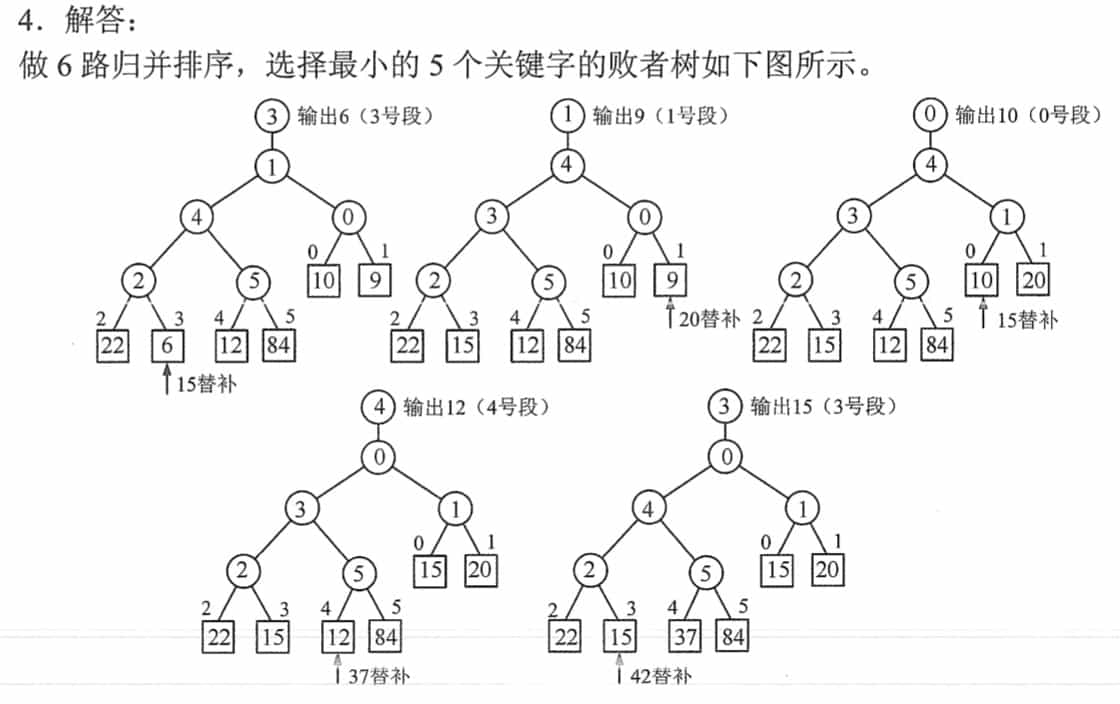 4. 解答：
做 6 路归并排序，选择最小的 5 个关键字的败者树如下图所示。
3 输出6（3号段） 1 输出9（1号段） 0 输出10（0号段）
1 4 4
4 0 3 0 3 1
0 1 0 1 0 1
2 5 10 9 2 5 10 9 2 5 10 20
2 3 4 5 2 3 4 5 20替补 2 3 4 5 15替补
22 6 12 84 22 15 12 84 22 15 12 84
15替补
4 输出12（4号段） 3 输出15（3号段）
0 0
3 1 4 1
0 1 0 1
2 5 15 20 2 5 15 20
2 3 4 5 2 3 4 5
22 15 12 84 22 15 37 84
37替补 42替补